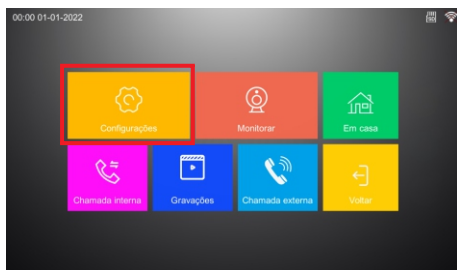 00:00 01-01-2022
Configurações Monitorar Em casa
Chamada interna Gravações Chamada externa Voltar